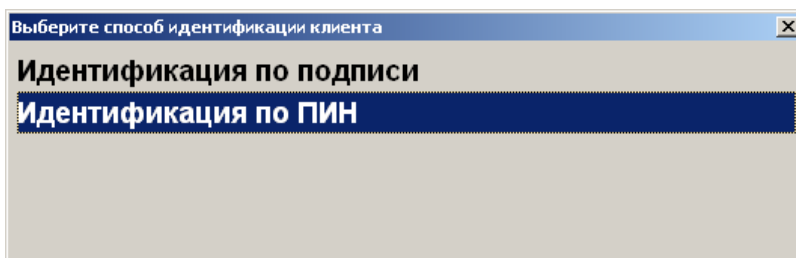 Выберите способ идентификации клиента
Идентификация по подписи
Идентификация по ПИН